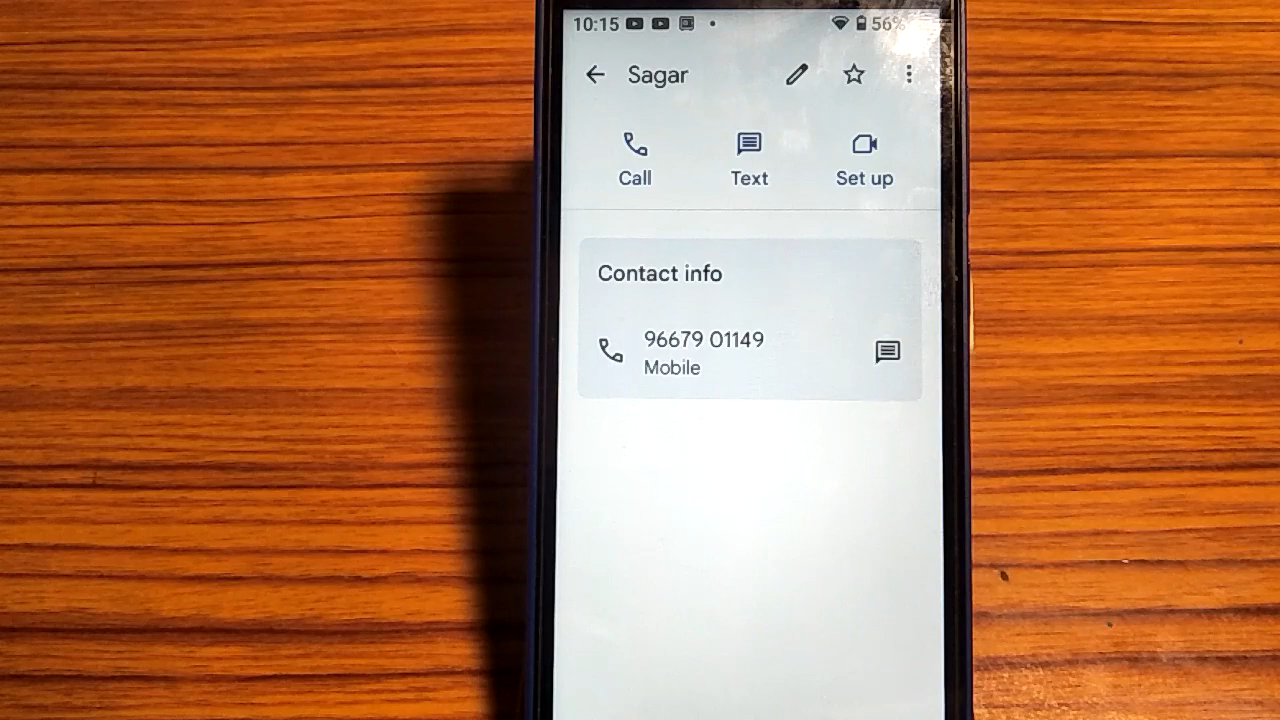 10:15 56%
Sagar
Call Text Set up
Contact info
96679 01149
Mobile